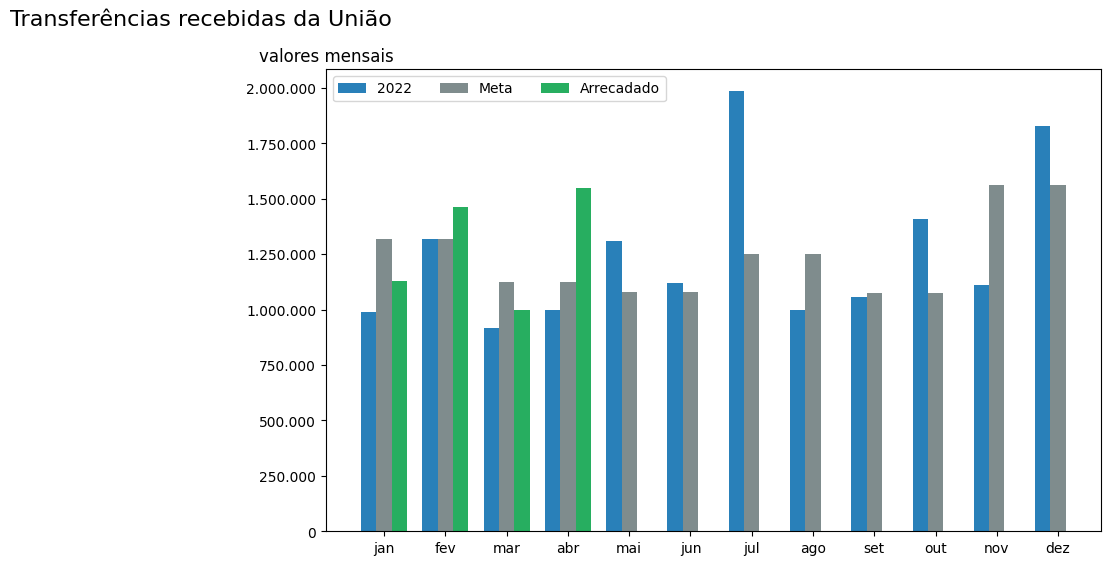 Transferências recebidas da União
valores mensais
2022 Meta Arrecadado
2.000.000
1.750.000
1.500.000
1.250.000
1.000.000
750.000
500.000
250.000
0
jan fev mar abr mai jun jul ago set out nov dez